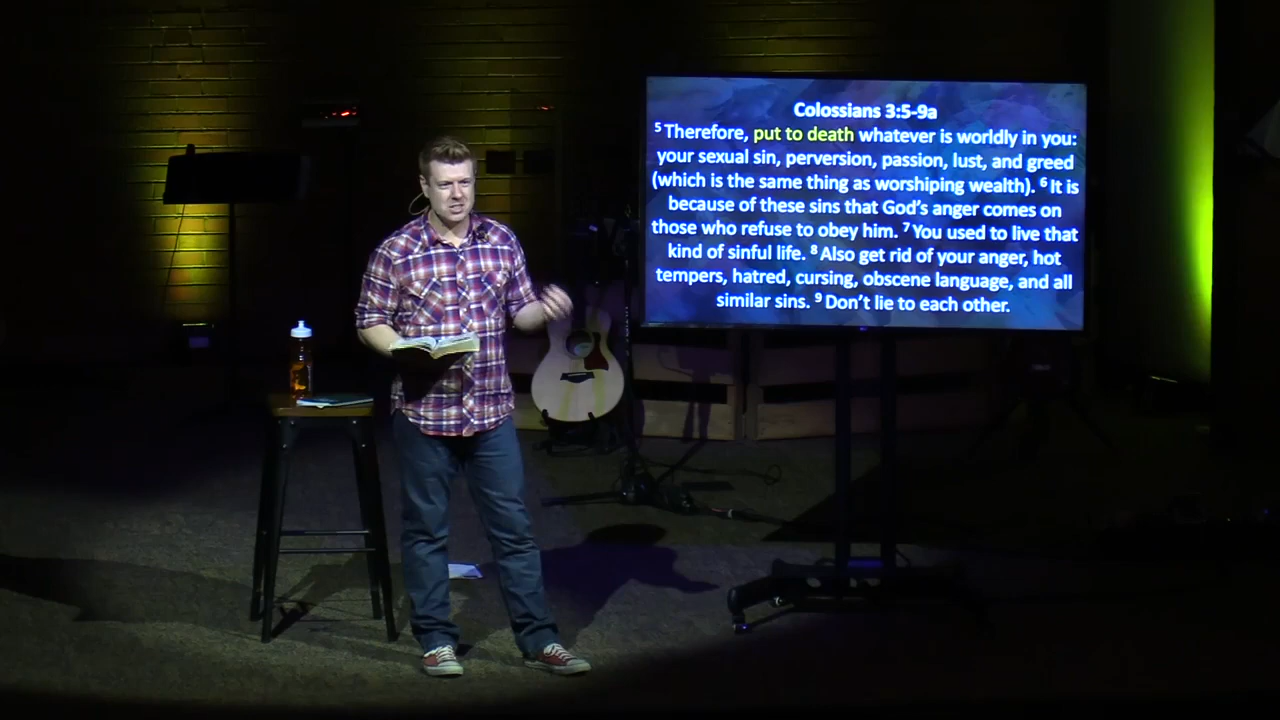 Colossians 3:5-9a
⁵ Therefore, put to death whatever is worldly in you:
your sexual sin, perversion, passion, lust, and greed
(which is the same thing as worshiping wealth). ⁶ It is
because of these sins that God's anger comes on
those who refuse to obey him. ⁷ You used to live that
kind of sinful life. ⁸ Also get rid of your anger, hot
tempers, hatred, cursing, obscene language, and all
similar sins. ⁹ Don't lie to each other.